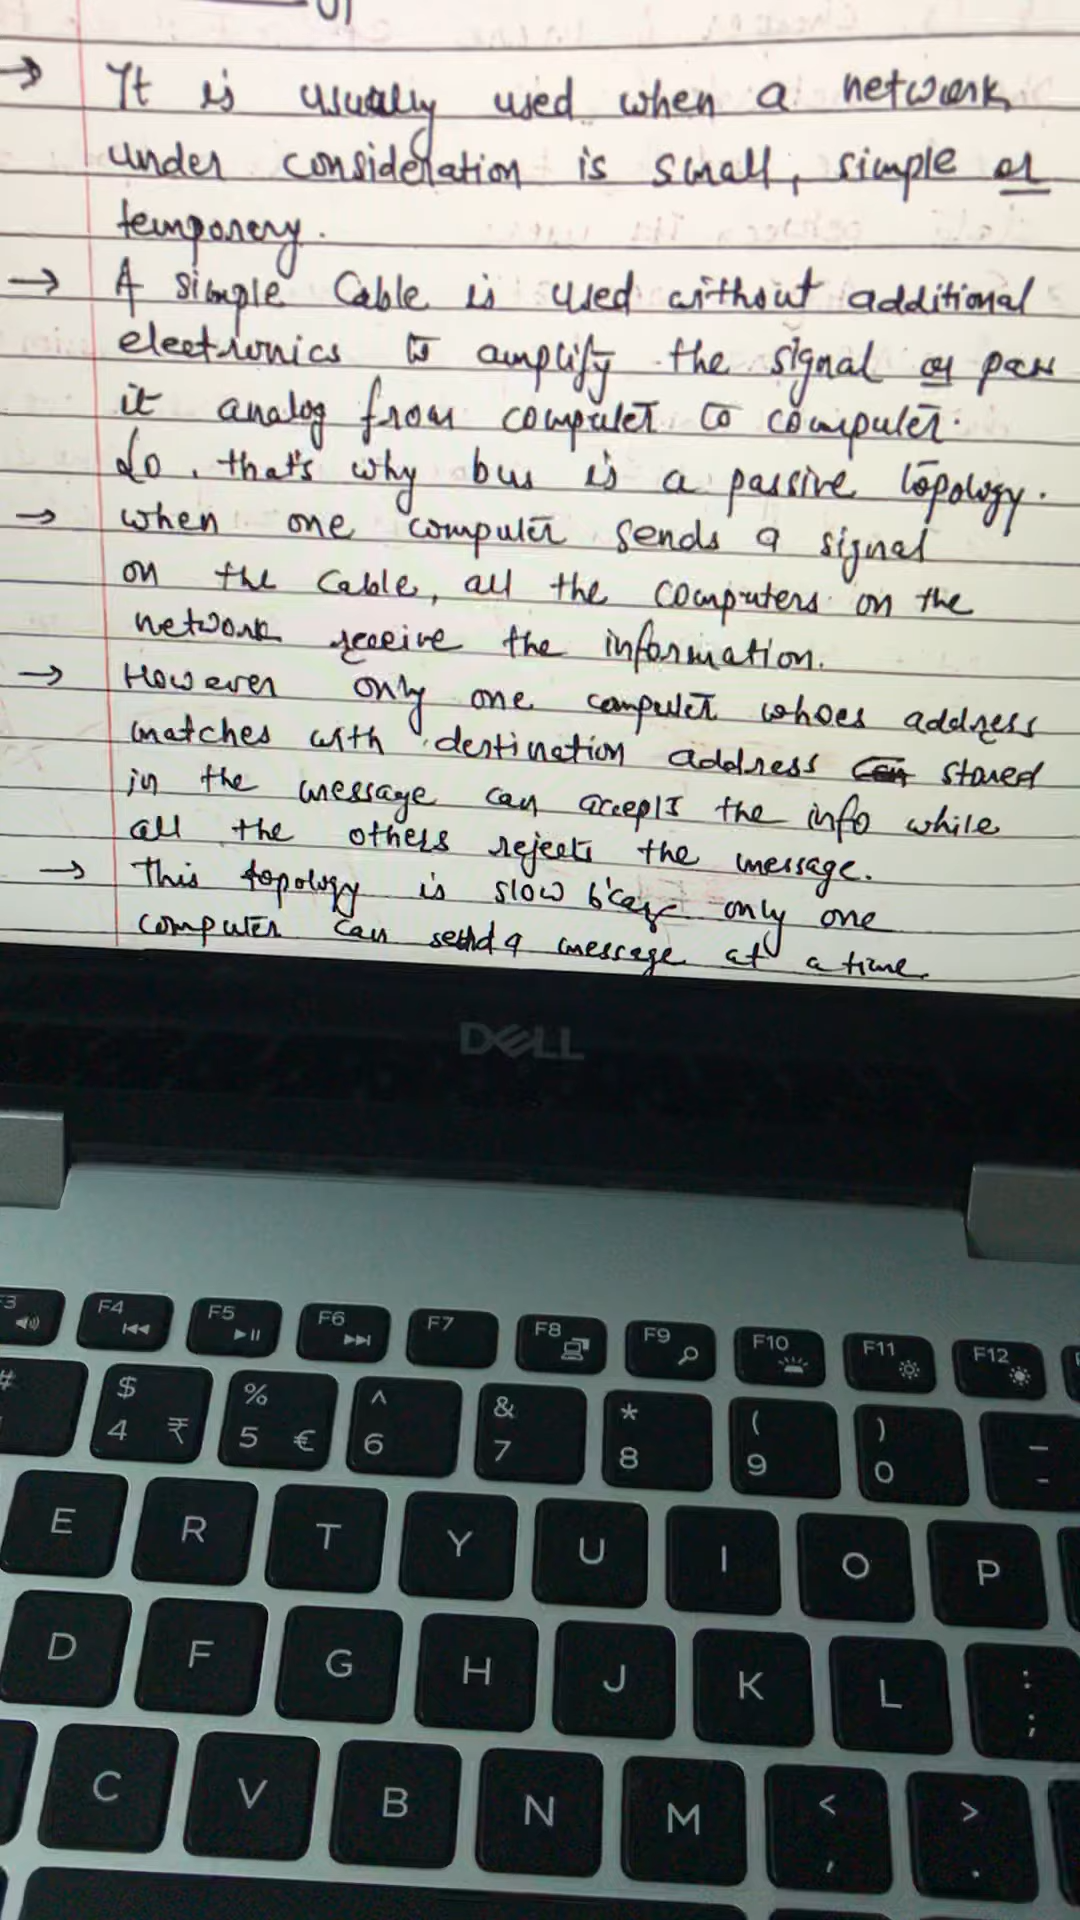 → It is usually used when a network
under consideration is small, simple or
temporery.
→ A simple Cable is used without additional
electronics to amplify the signal or pass
it analog from computer to computer.
So, that's why bus is a passive topology.
→ when one computer sends a signal
on the cable, all the computers on the
network receive the information.
→ However only one computer whoes address
matches with destination address stored
in the message can accepts the info while
all the others rejects the message.
→ This topology is slow b'caz only one
computer can send a message at a time.
DELL
F3 F4 F5 F6 F7 F8 F9 F10 F11 F12
# $ 4 ₹ % 5 € ^ 6 & 7 * 8 ( 9 ) 0 _ -
E R T Y U I O P
D F G H J K L : ;
C V B N M < , > .